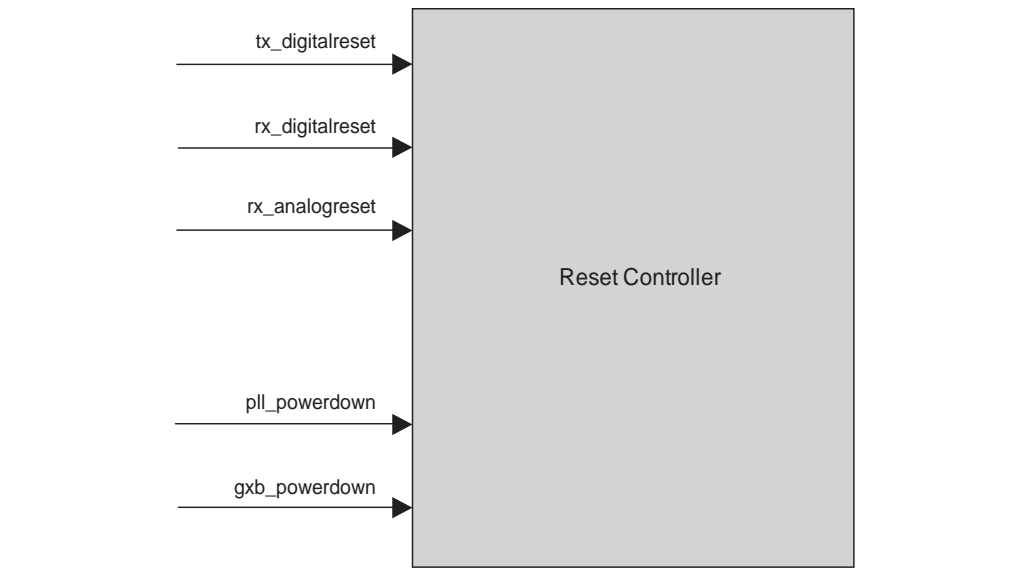 tx_digitalreset
rx_digitalreset
rx_analogreset
Reset Controller
pll_powerdown
gxb_powerdown